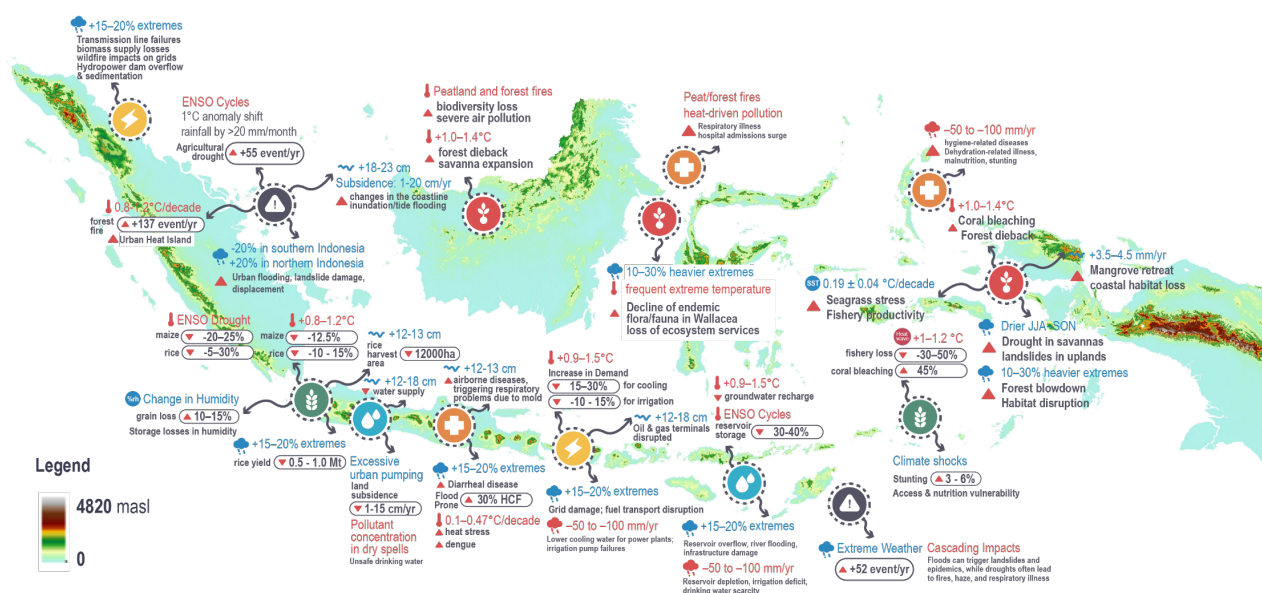 +15–20% extremes
Transmission line failures
biomass supply losses
wildfire impacts on grids
Hydropower dam overflow
& sedimentation
ENSO Cycles
1°C anomaly shift
rainfall by >20 mm/month
Agricultural
drought
+55 event/yr
0.8–1.2°C/decade
forest
fire
+137 event/yr
Urban Heat Island
+18-23 cm
Subsidence: 1-20 cm/yr
changes in the coastline
inundation/tide flooding
-20% in southern Indonesia
+20% in northern Indonesia
Urban flooding, landslide damage,
displacement
Peatland and forest fires
biodiversity loss
severe air pollution
+1.0–1.4°C
forest dieback
savanna expansion
Peat/forest fires
heat-driven pollution
Respiratory illness
hospital admissions surge
10–30% heavier extremes
frequent extreme temperature
Decline of endemic
flora/fauna in Wallacea
loss of ecosystem services
–50 to –100 mm/yr
hygiene-related diseases
Dehydration-related illness,
malnutrition, stunting
+1.0–1.4°C
Coral bleaching
Forest dieback
+3.5–4.5 mm/yr
Mangrove retreat
coastal habitat loss
SST 0.19 ± 0.04 °C/decade
Seagrass stress
Fishery productivity
Drier JJA–SON
Drought in savannas
landslides in uplands
10–30% heavier extremes
Forest blowdown
Habitat disruption
Heat
wave
+1–1.2 °C
fishery loss -30–50%
coral bleaching 45%
Climate shocks
Stunting 3 - 6%
Access & nutrition vulnerability
ENSO Drought
maize -20–25%
rice -5–30%
+0.8–1.2°C
maize -12.5%
rice -10 - 15%
+12-13 cm
rice
harvest
area
12000ha
%rh Change in Humidity
grain loss 10–15%
Storage losses in humidity
+15–20% extremes
rice yield 0.5 - 1.0 Mt
+12-18 cm
water supply
Excessive
urban pumping
land
subsidence
1-15 cm/yr
Pollutant
concentration
in dry spells
Unsafe drinking water
+12-13 cm
airborne diseases,
triggering respiratory
problems due to mold
+15–20% extremes
Diarrheal disease
Flood
Prone
30% HCF
0.1–0.47°C/decade
heat stress
dengue
+0.9–1.5°C
Increase in Demand
15–30% for cooling
-10 - 15% for irrigation
+12-18 cm
Oil & gas terminals
disrupted
+15–20% extremes
Grid damage; fuel transport disruption
–50 to –100 mm/yr
Lower cooling water for power plants;
irrigation pump failures
+0.9–1.5°C
groundwater recharge
ENSO Cycles
reservoir
storage
30-40%
+15–20% extremes
Reservoir overflow, river flooding,
infrastructure damage
–50 to –100 mm/yr
Reservoir depletion, irrigation deficit,
drinking water scarcity
Extreme Weather
+52 event/yr
Cascading Impacts
Floods can trigger landslides and
epidemics, while droughts often lead
to fires, haze, and respiratory illness
Legend
4820 masl
0